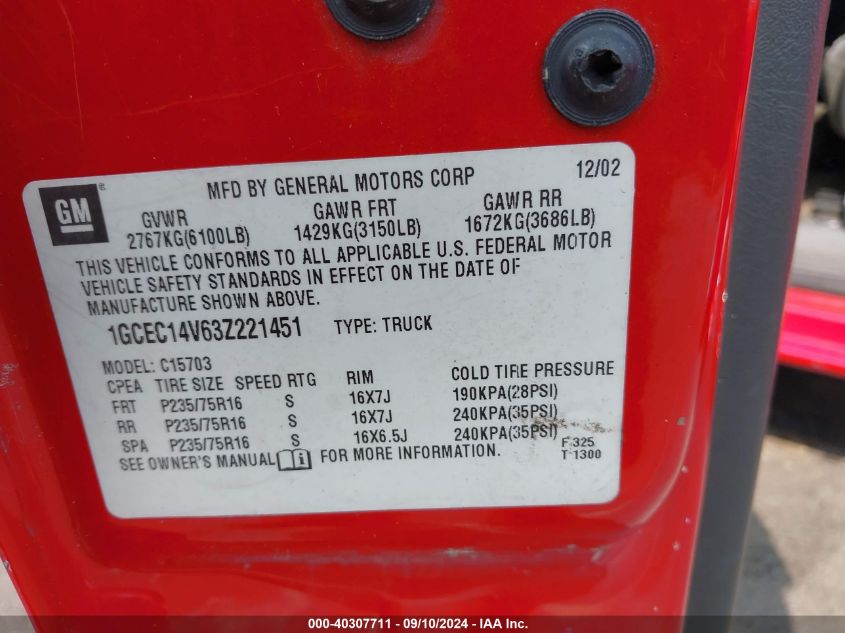 GM ® MFD BY GENERAL MOTORS CORP 12/02
GVWR GAWR FRT GAWR RR
2767KG(6100LB) 1429KG(3150LB) 1672KG(3686LB)
THIS VEHICLE CONFORMS TO ALL APPLICABLE U.S. FEDERAL MOTOR
VEHICLE SAFETY STANDARDS IN EFFECT ON THE DATE OF
MANUFACTURE SHOWN ABOVE.
1GCEC14V63Z221451 TYPE: TRUCK
MODEL: C15703
CPEA TIRE SIZE SPEED RTG RIM COLD TIRE PRESSURE
FRT P235/75R16 S 16X7J 190KPA(28PSI)
RR P235/75R16 S 16X7J 240KPA(35PSI)
SPA P235/75R16 S 16X6.5J 240KPA(35PSI)
SEE OWNER'S MANUAL i FOR MORE INFORMATION.
F 325
T 1300
000-40307711 — 09/10/2024 — IAA Inc.